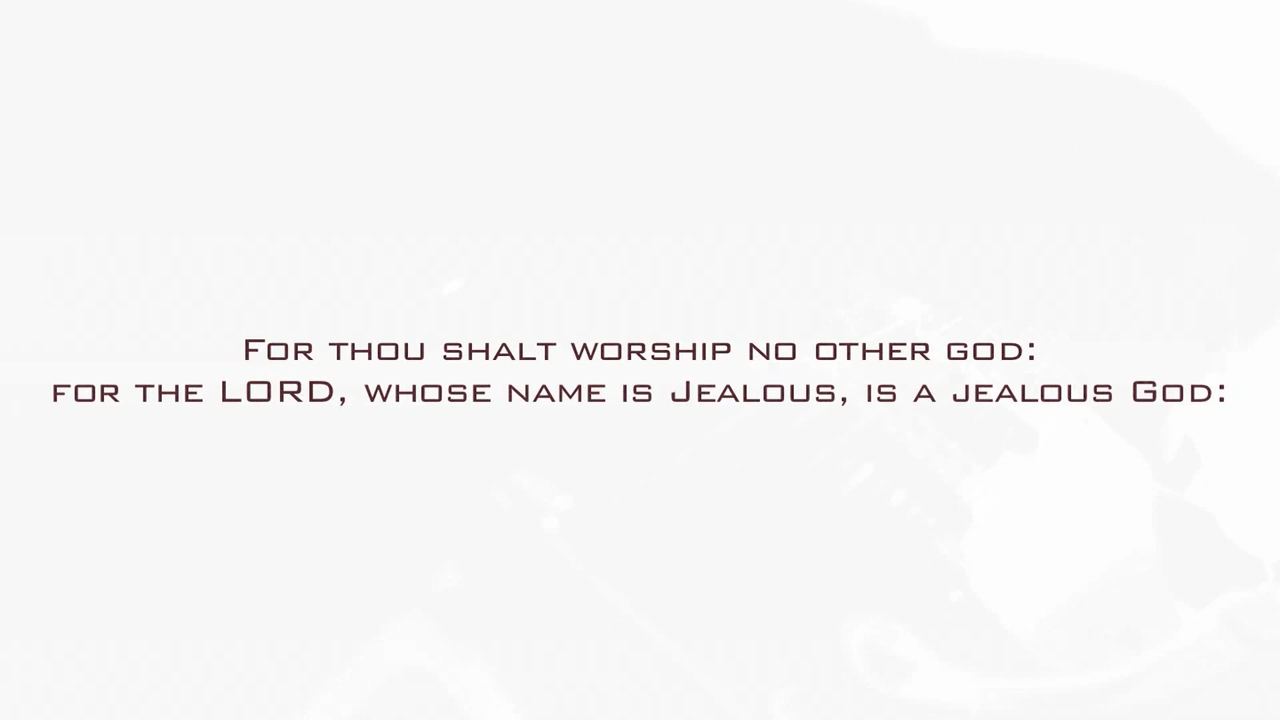 For thou shalt worship no other god:
for the LORD, whose name is Jealous, is a jealous God: